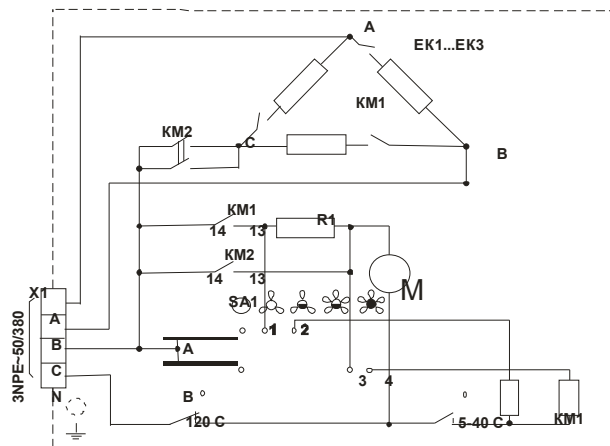 A
EK1...EK3
KM1
KM2
C
B
KM1
R1
14 13
KM2
14 13
M
X1
SA1
1 2
A
B
C
N
3NPE~50/380
A
3 4
B
120 C
5-40 C
KM1